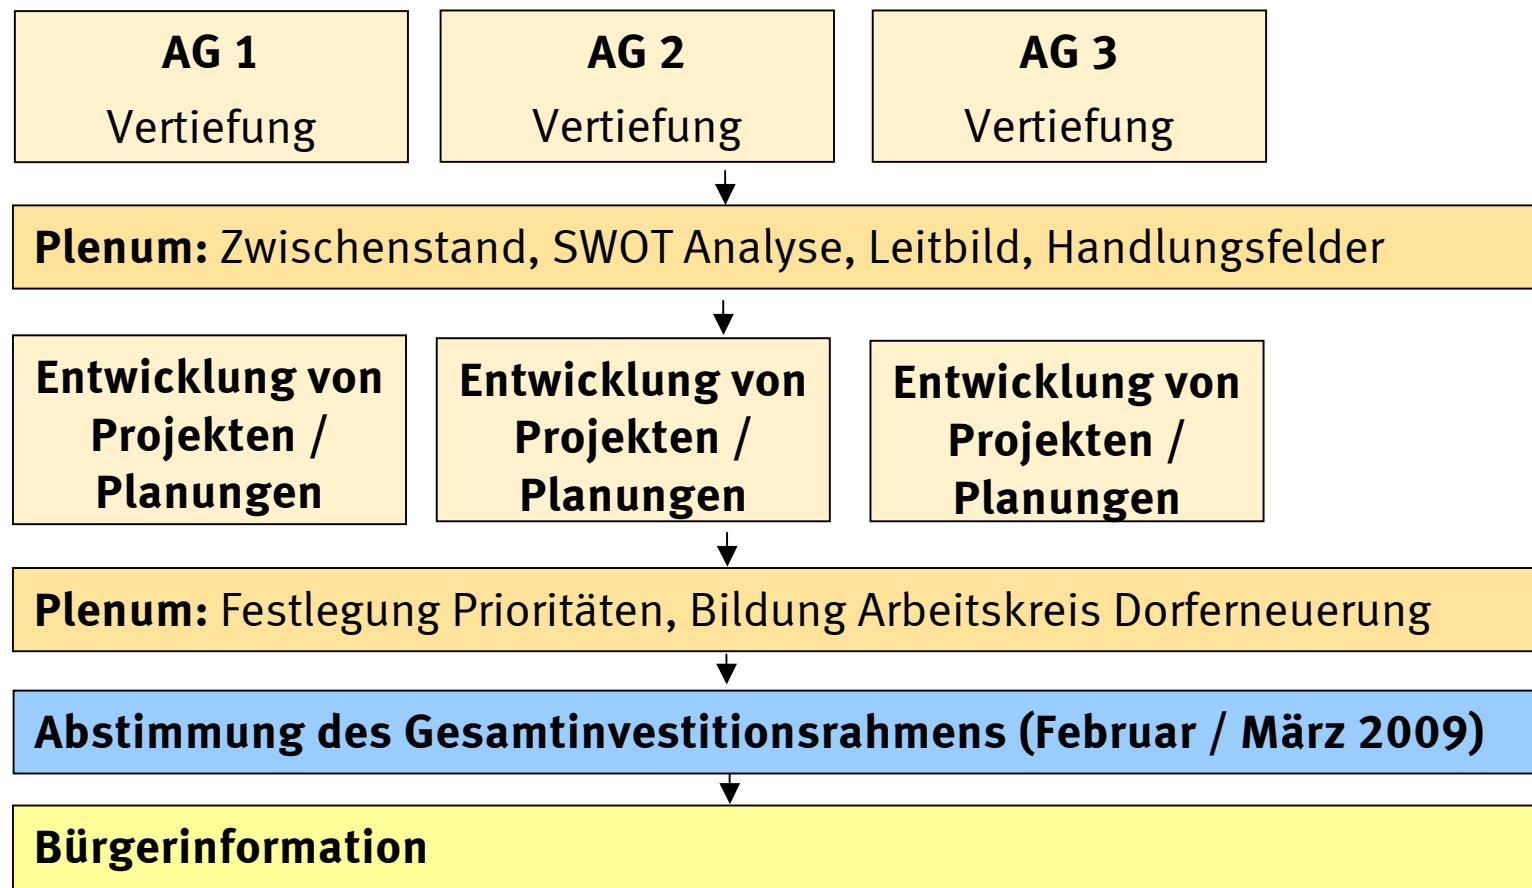 AG 1
Vertiefung
AG 2
Vertiefung
AG 3
Vertiefung
Plenum: Zwischenstand, SWOT Analyse, Leitbild, Handlungsfelder
Entwicklung von
Projekten /
Planungen
Entwicklung von
Projekten /
Planungen
Entwicklung von
Projekten /
Planungen
Plenum: Festlegung Prioritäten, Bildung Arbeitskreis Dorferneuerung
Abstimmung des Gesamtinvestitionsrahmens (Februar / März 2009)
Bürgerinformation